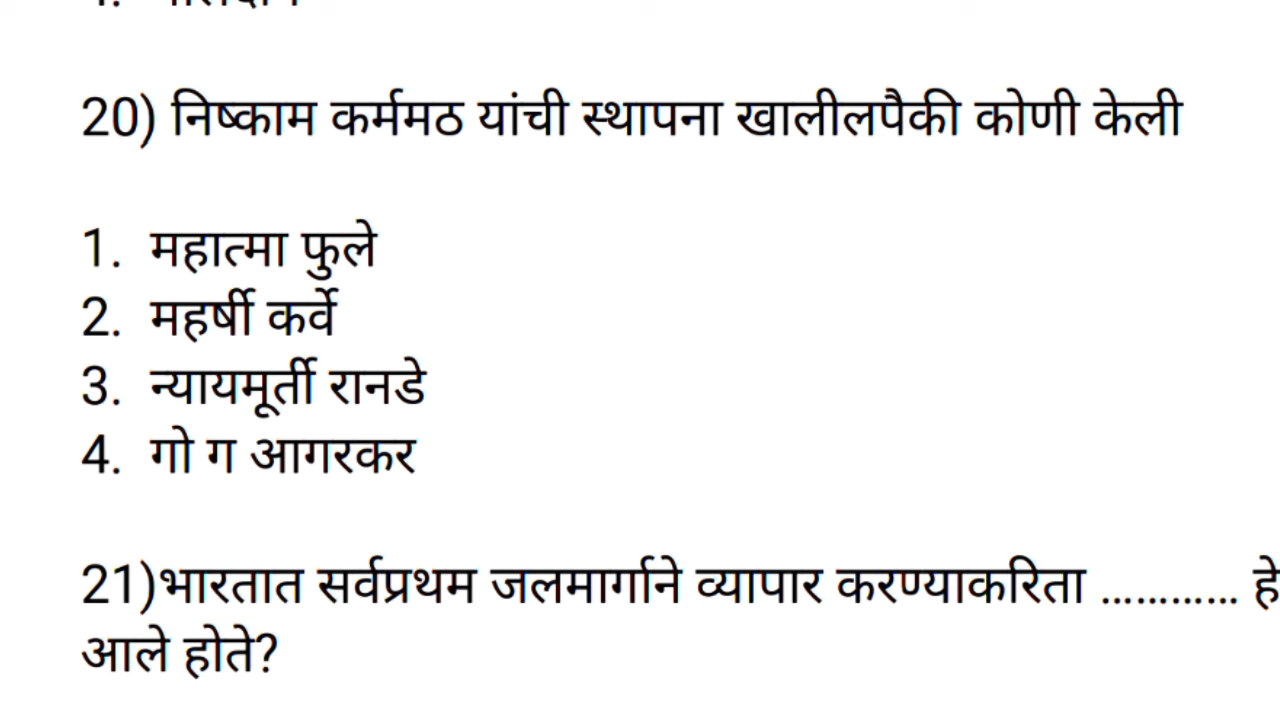 20) निष्काम कर्ममठ यांची स्थापना खालीलपैकी कोणी केली
1. महात्मा फुले
2. महर्षी कर्वे
3. न्यायमूर्ती रानडे
4. गो ग आगरकर
21)भारतात सर्वप्रथम जलमार्गाने व्यापार करण्याकरिता ............ हे
आले होते?